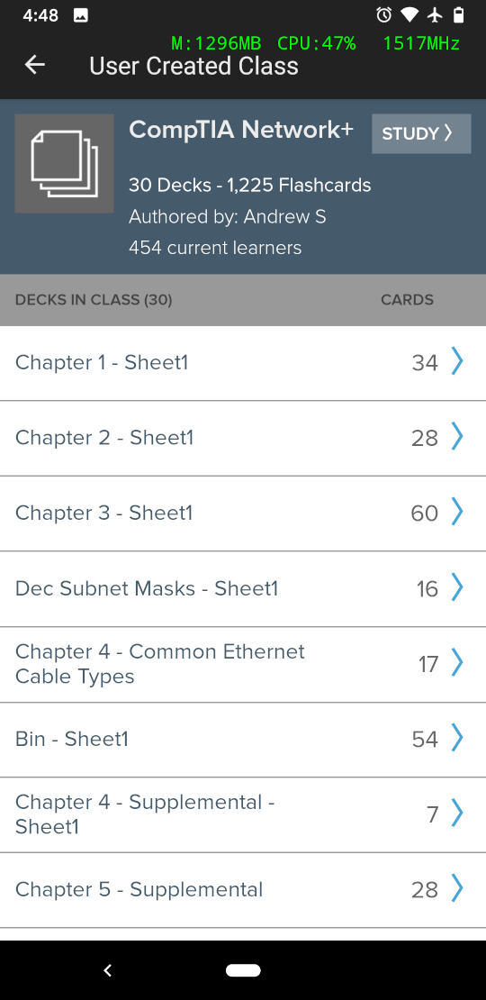 4:48
M:1296MB CPU:47% 1517MHz
User Created Class
CompTIA Network+
STUDY
30 Decks - 1,225 Flashcards
Authored by: Andrew S
454 current learners
DECKS IN CLASS (30) CARDS
Chapter 1 - Sheet1 34
Chapter 2 - Sheet1 28
Chapter 3 - Sheet1 60
Dec Subnet Masks - Sheet1 16
Chapter 4 - Common Ethernet
Cable Types 17
Bin - Sheet1 54
Chapter 4 - Supplemental -
Sheet1 7
Chapter 5 - Supplemental 28